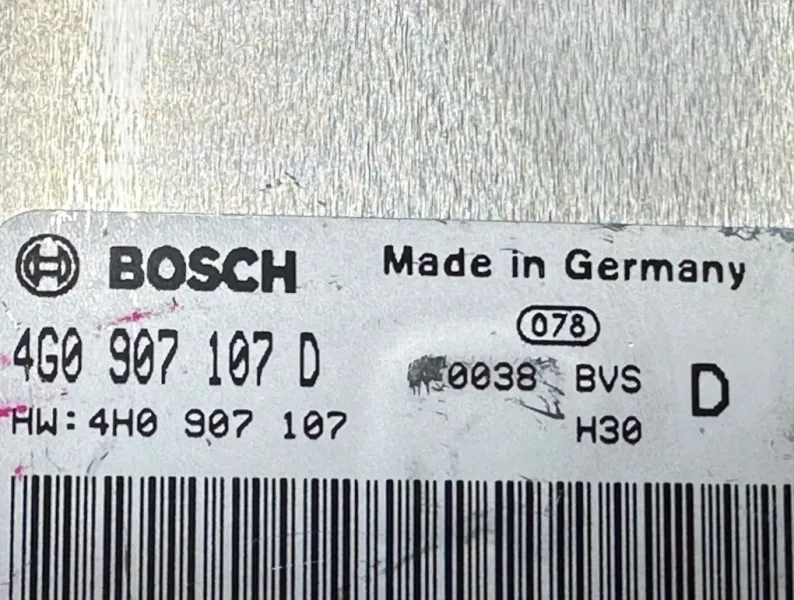 BOSCH
Made in Germany
078
4G0 907 107 D
0038 BVS
D
HW: 4H0 907 107
H30